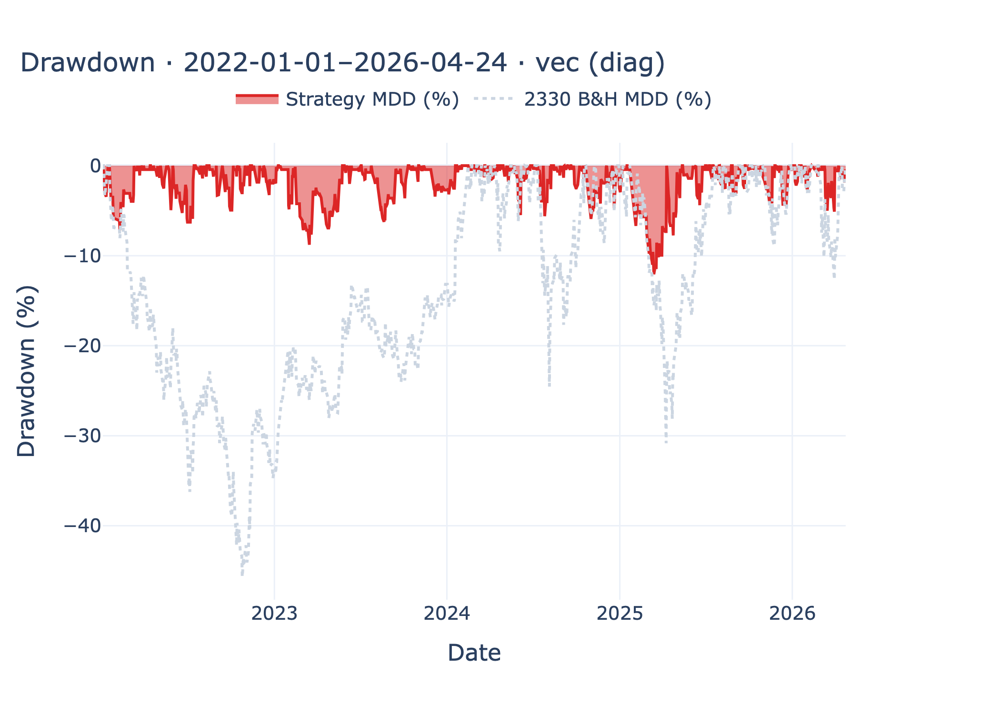 Drawdown · 2022-01-01–2026-04-24 · vec (diag)
Strategy MDD (%) 2330 B&H MDD (%)
0
−10
−20
−30
−40
Drawdown (%)
2023 2024 2025 2026
Date